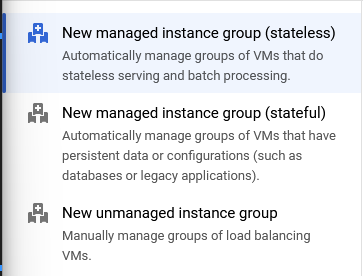 New managed instance group (stateless)
Automatically manage groups of VMs that do
stateless serving and batch processing.
New managed instance group (stateful)
Automatically manage groups of VMs that have
persistent data or configurations (such as
databases or legacy applications).
New unmanaged instance group
Manually manage groups of load balancing
VMs.